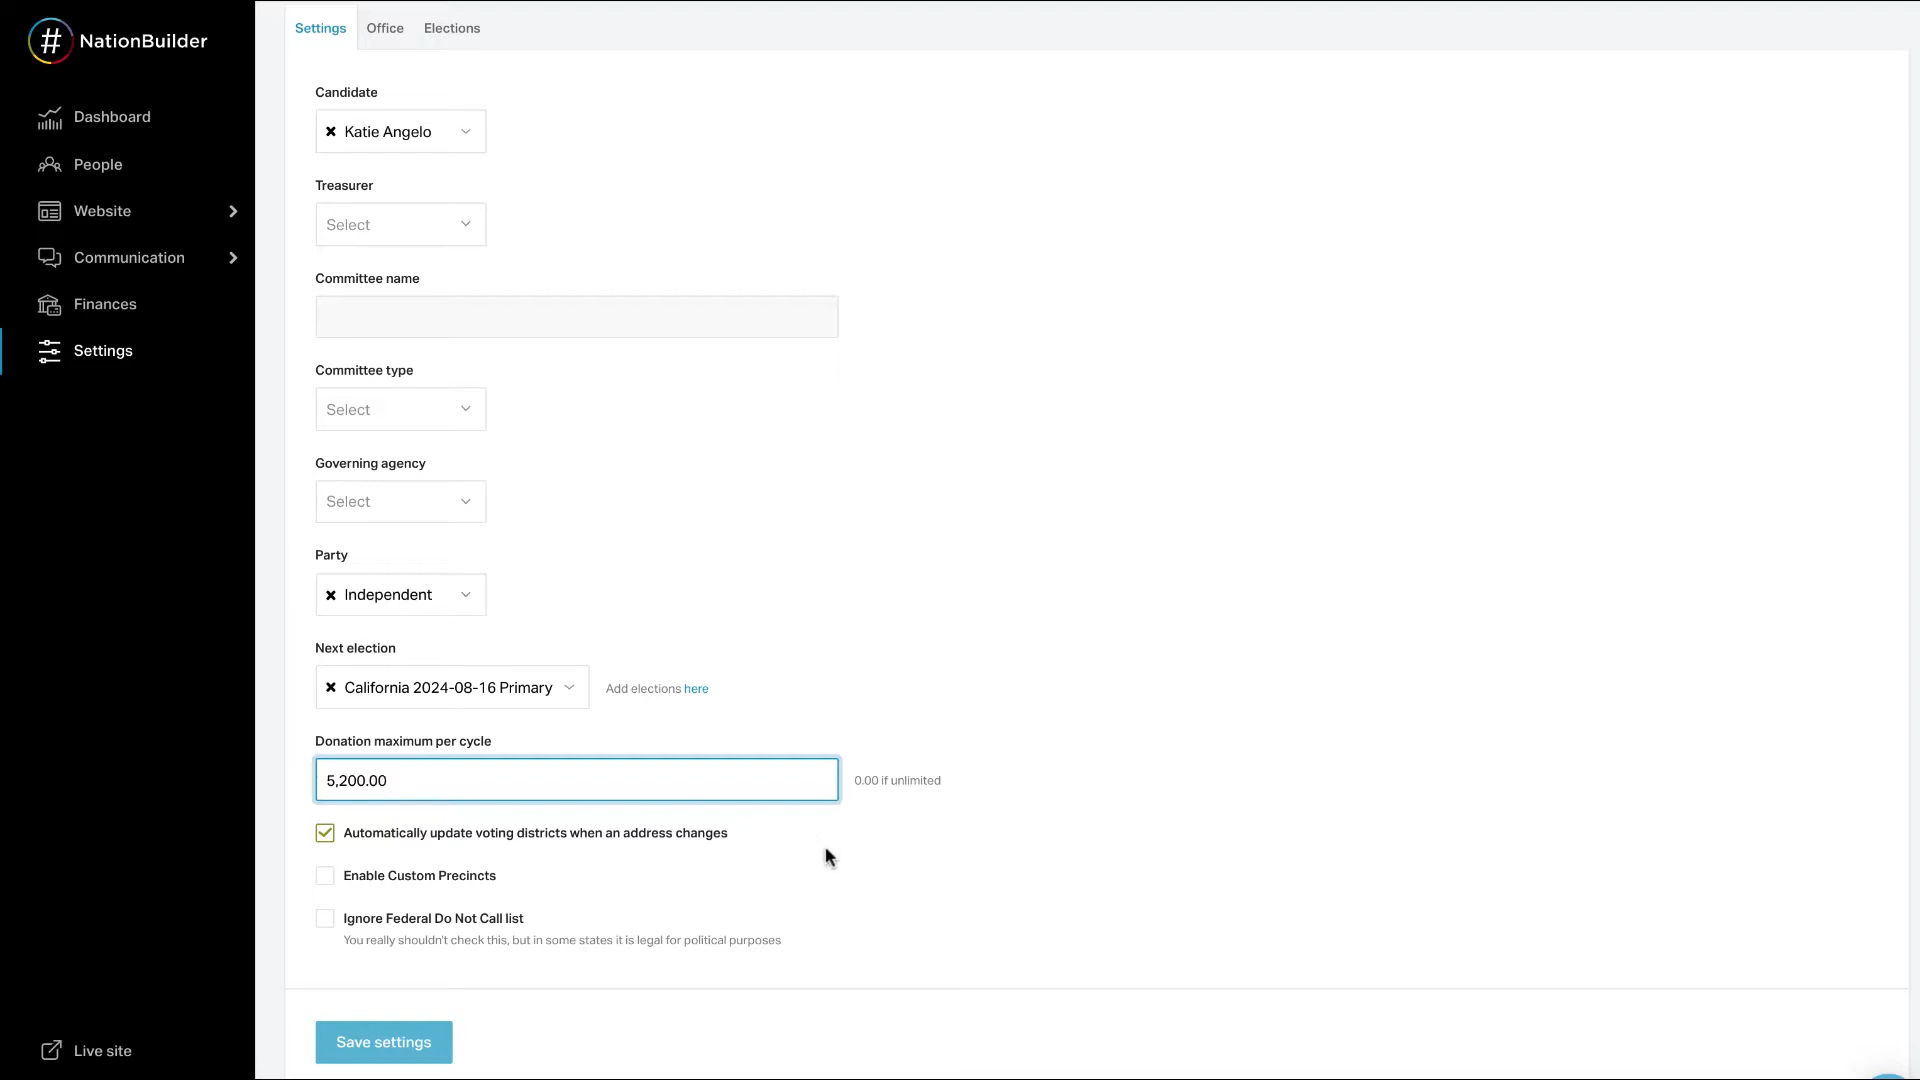 # NationBuilder
Dashboard
People
Website
Communication
Finances
Settings
Live site
Settings Office Elections
Candidate
Katie Angelo
Treasurer
Select
Committee name
Committee type
Select
Governing agency
Select
Party
Independent
Next election
California 2024-08-16 Primary Add elections here
Donation maximum per cycle
5,200.00 0.00 if unlimited
Automatically update voting districts when an address changes
Enable Custom Precincts
Ignore Federal Do Not Call list
You really shouldn't check this, but in some states it is legal for political purposes
Save settings